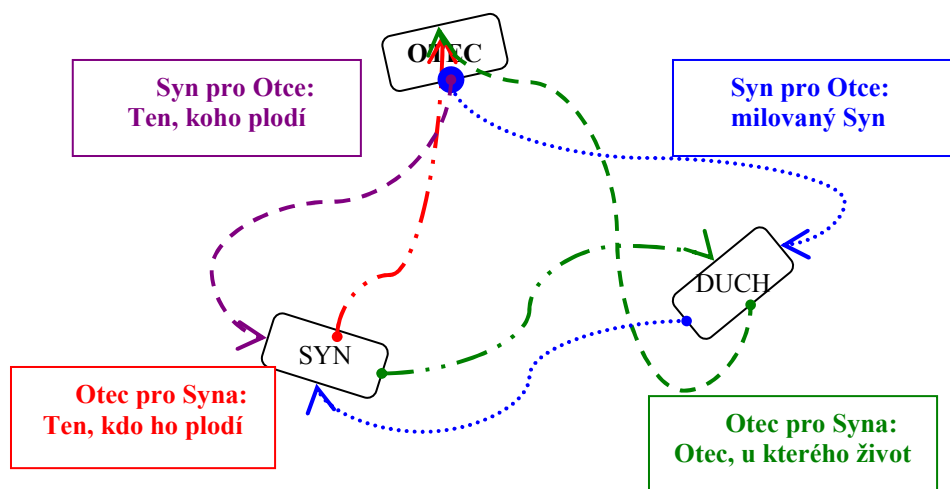 OTEC
Syn pro Otce:
Ten, koho plodí
Syn pro Otce:
milovaný Syn
DUCH
SYN
Otec pro Syna:
Ten, kdo ho plodí
Otec pro Syna:
Otec, u kterého život